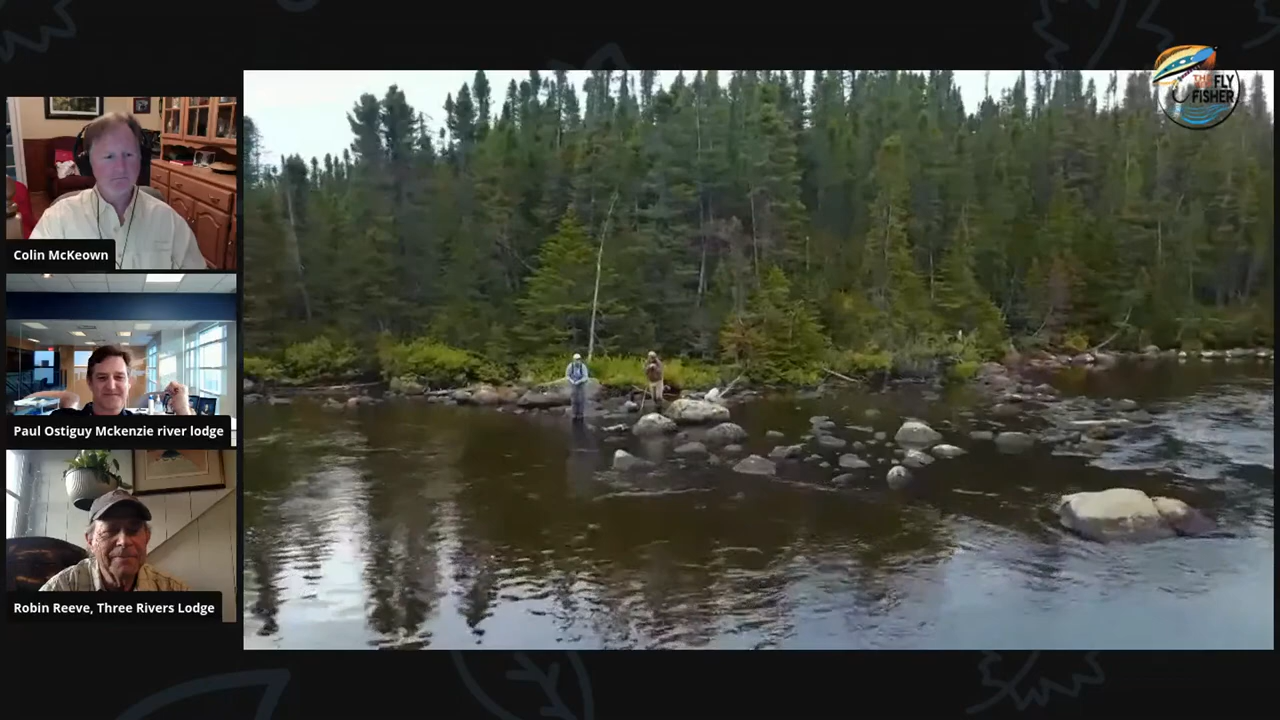 Colin McKeown
Paul Ostiguy Mckenzie river lodge
Robin Reeve, Three Rivers Lodge
THE FLY
FISHER